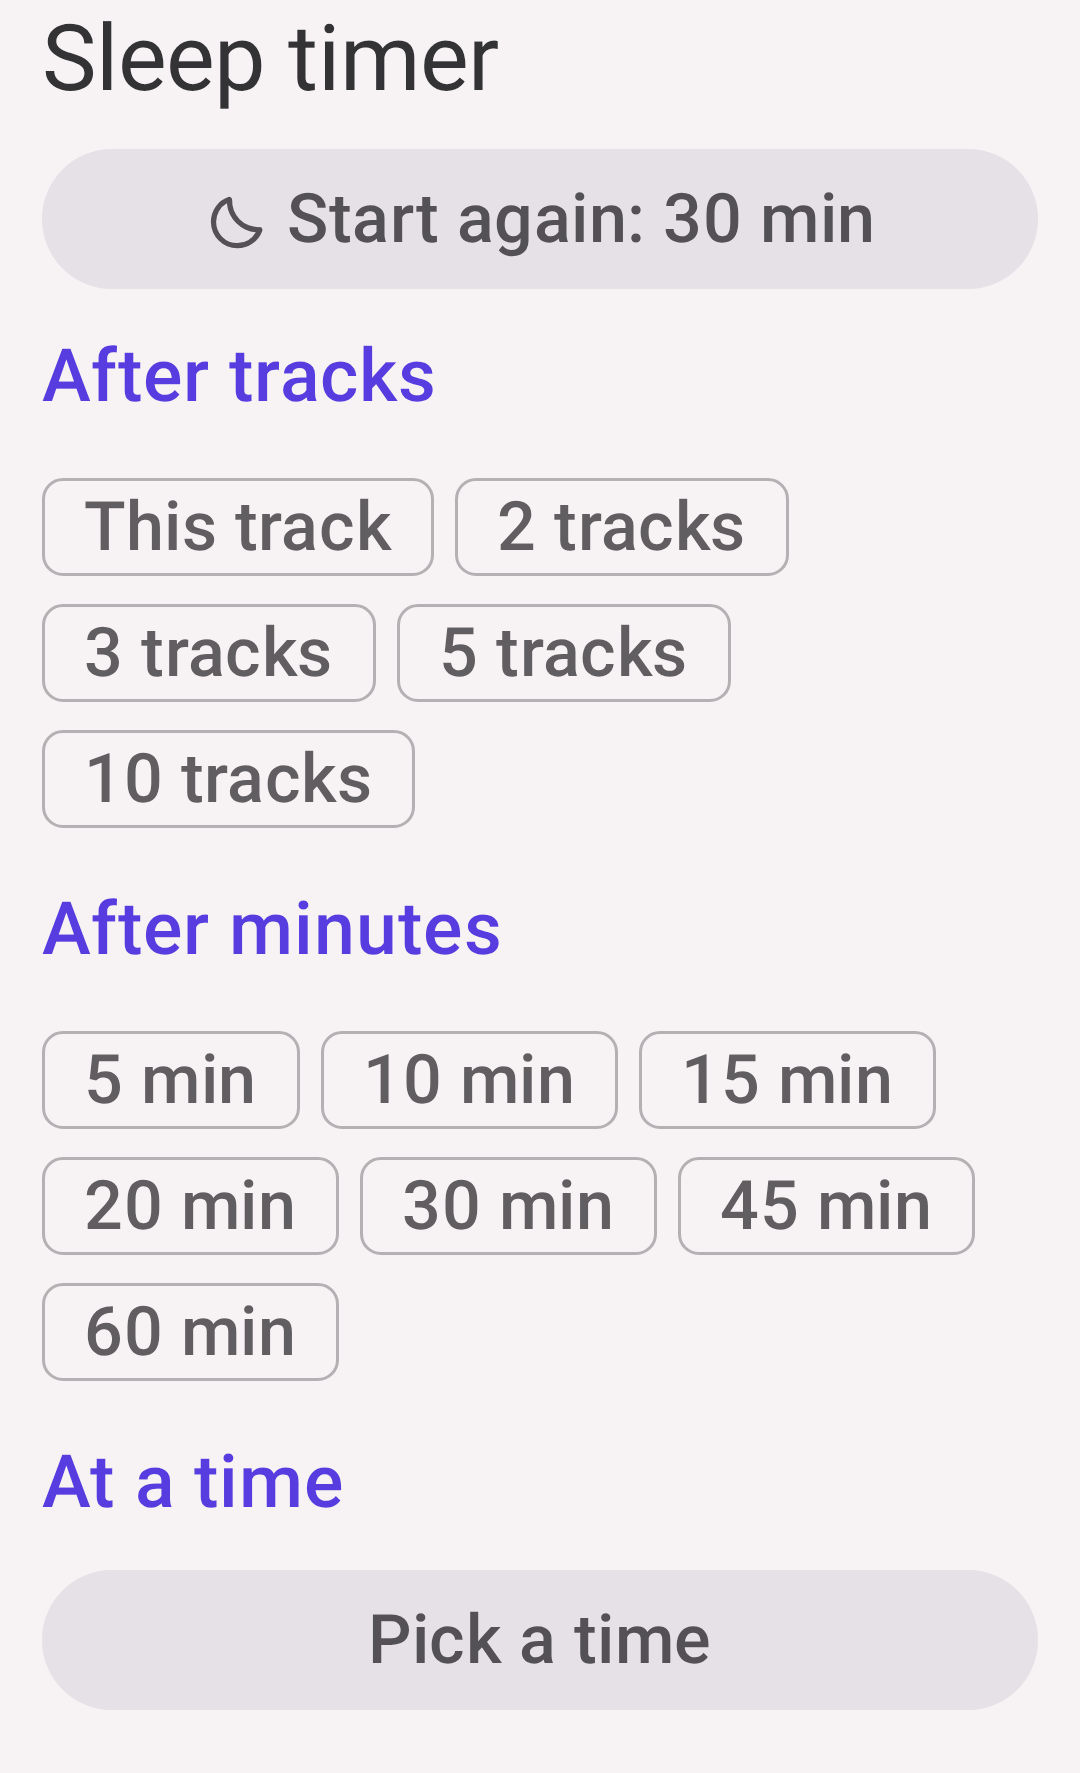 Sleep timer
Start again: 30 min
After tracks
This track 2 tracks
3 tracks 5 tracks
10 tracks
After minutes
5 min 10 min 15 min
20 min 30 min 45 min
60 min
At a time
Pick a time